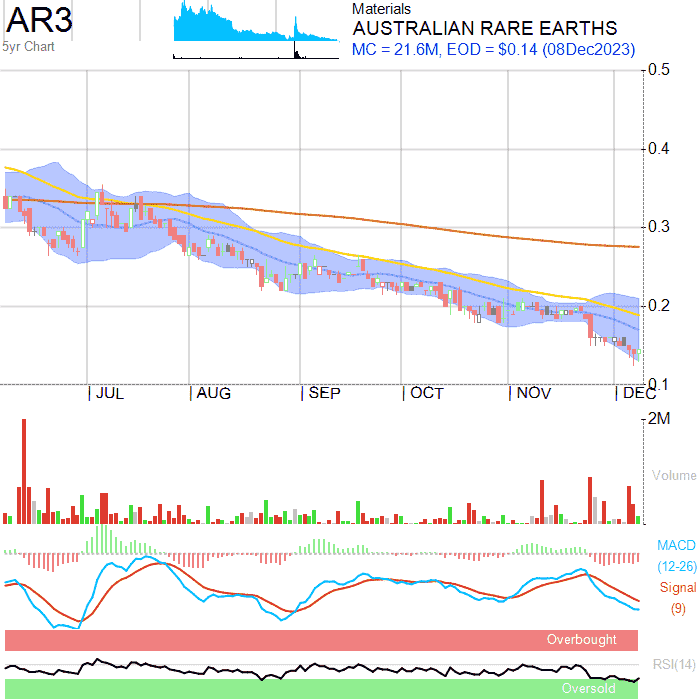 AR3
5yr Chart
Materials
AUSTRALIAN RARE EARTHS
MC = 21.6M, EOD = $0.14 (08Dec2023)
0.5
0.4
0.3
0.2
0.1
JUL AUG SEP OCT NOV DEC
2M
Volume
MACD
(12-26)
Signal
(9)
Overbought
RSI(14)
Oversold